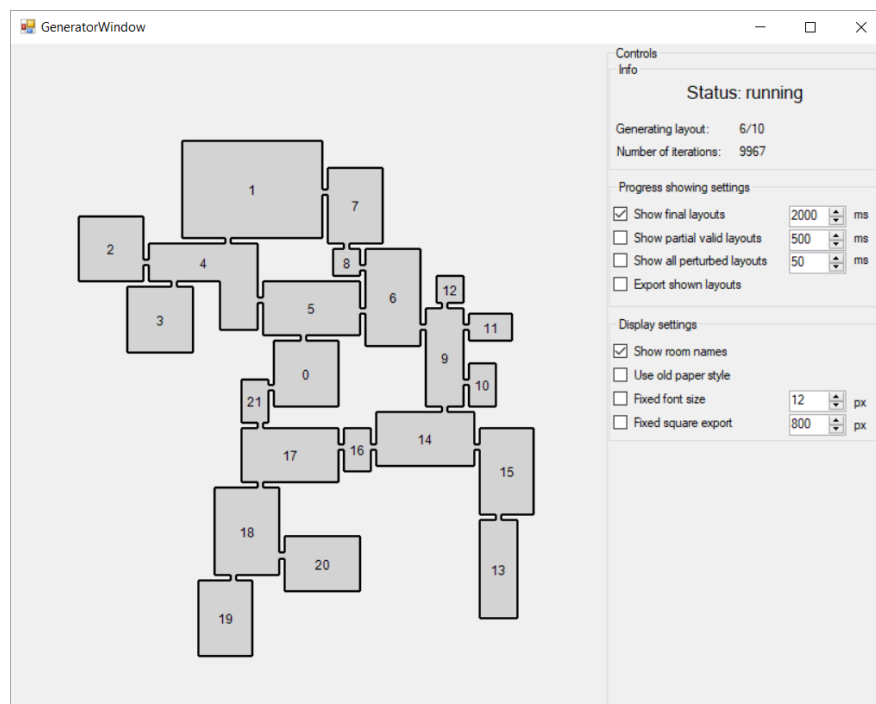 GeneratorWindow
Controls
Info
Status: running
Generating layout: 6/10
Number of iterations: 9967
Progress showing settings
Show final layouts 2000 ms
Show partial valid layouts 500 ms
Show all perturbed layouts 50 ms
Export shown layouts
Display settings
Show room names
Use old paper style
Fixed font size 12 px
Fixed square export 800 px
1
7
2
4
8
12
6
3
5
11
9
0
10
21
14
17
16
15
18
20
13
19